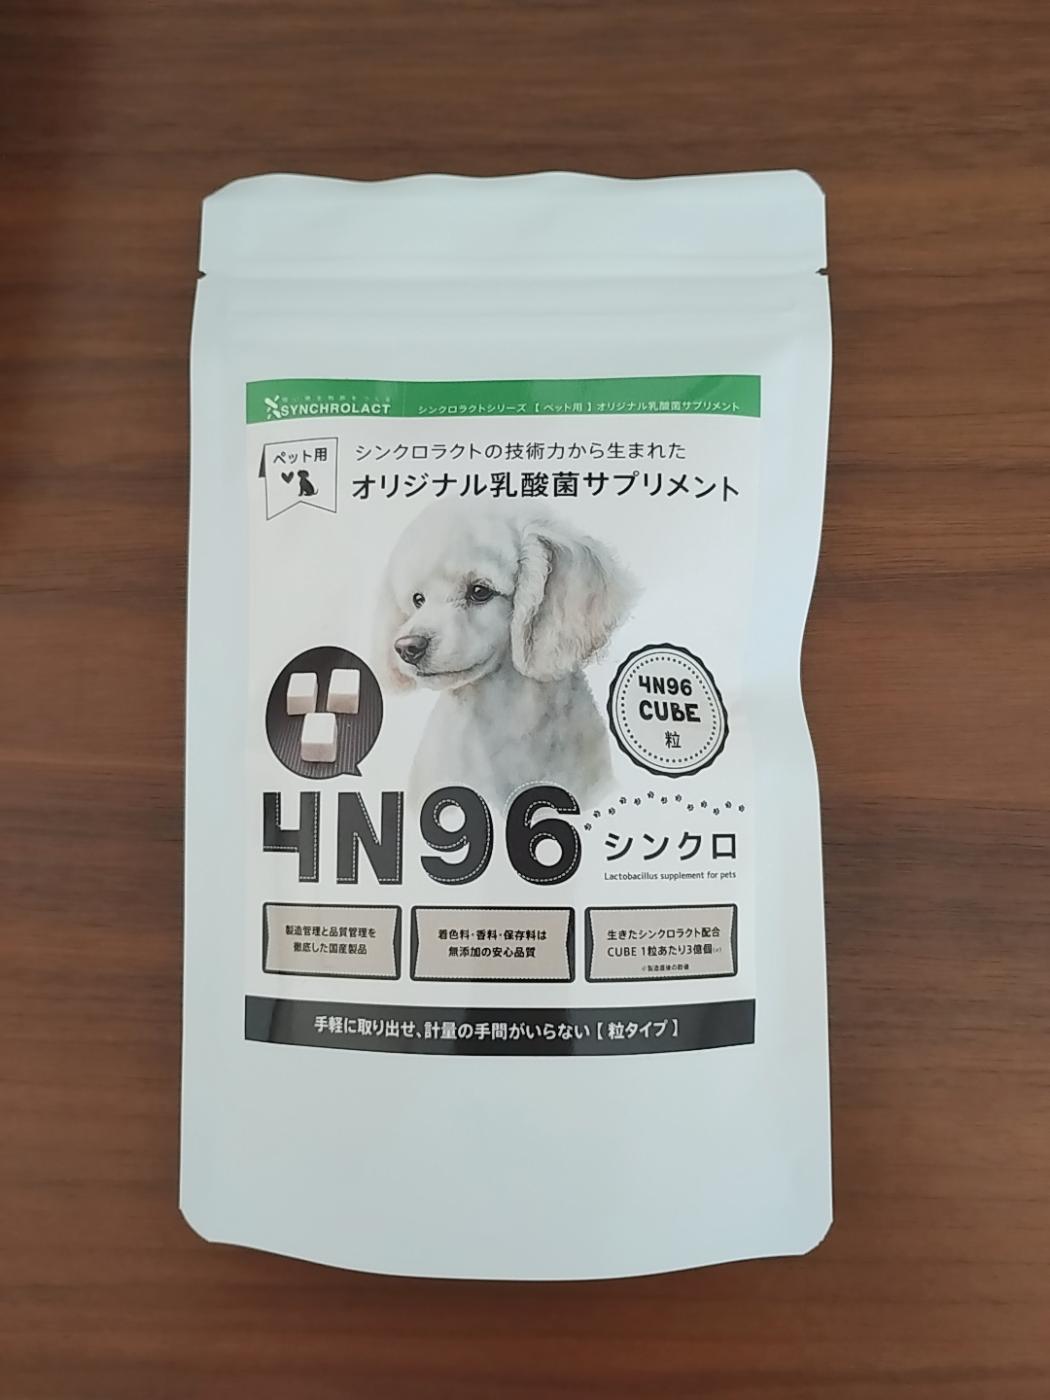 SYNCHROLACT
シンクロラクトシリーズ 【 ペット用 】 オリジナル乳酸菌サプリメント
ペット用
シンクロラクトの技術力から生まれた
オリジナル乳酸菌サプリメント
4N96
CUBE
粒
4N96
シンクロ
Lactobacillus supplement for pets
製造管理と品質管理を
徹底した国産製品
着色料・香料・保存料は
無添加の安心品質
生きたシンクロラクト配合
CUBE 1粒あたり3億個(※)
※製造直後の数値
手軽に取り出せ、計量の手間がいらない【 粒タイプ 】